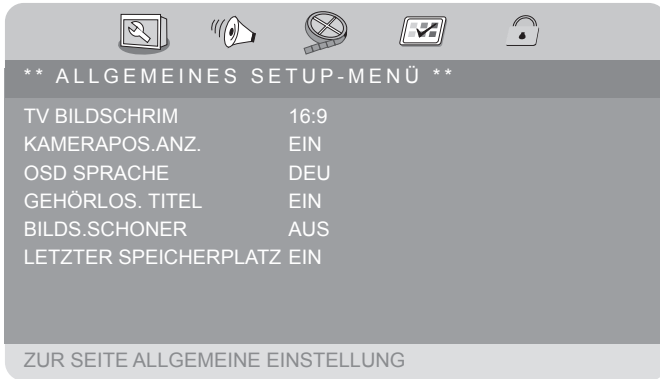 ** ALLGEMEINES SETUP-MENÜ **
TV BILDSCHRIM 16:9
KAMERAPOS.ANZ. EIN
OSD SPRACHE DEU
GEHÖRLOS. TITEL EIN
BILDS.SCHONER AUS
LETZTER SPEICHERPLATZ EIN
ZUR SEITE ALLGEMEINE EINSTELLUNG